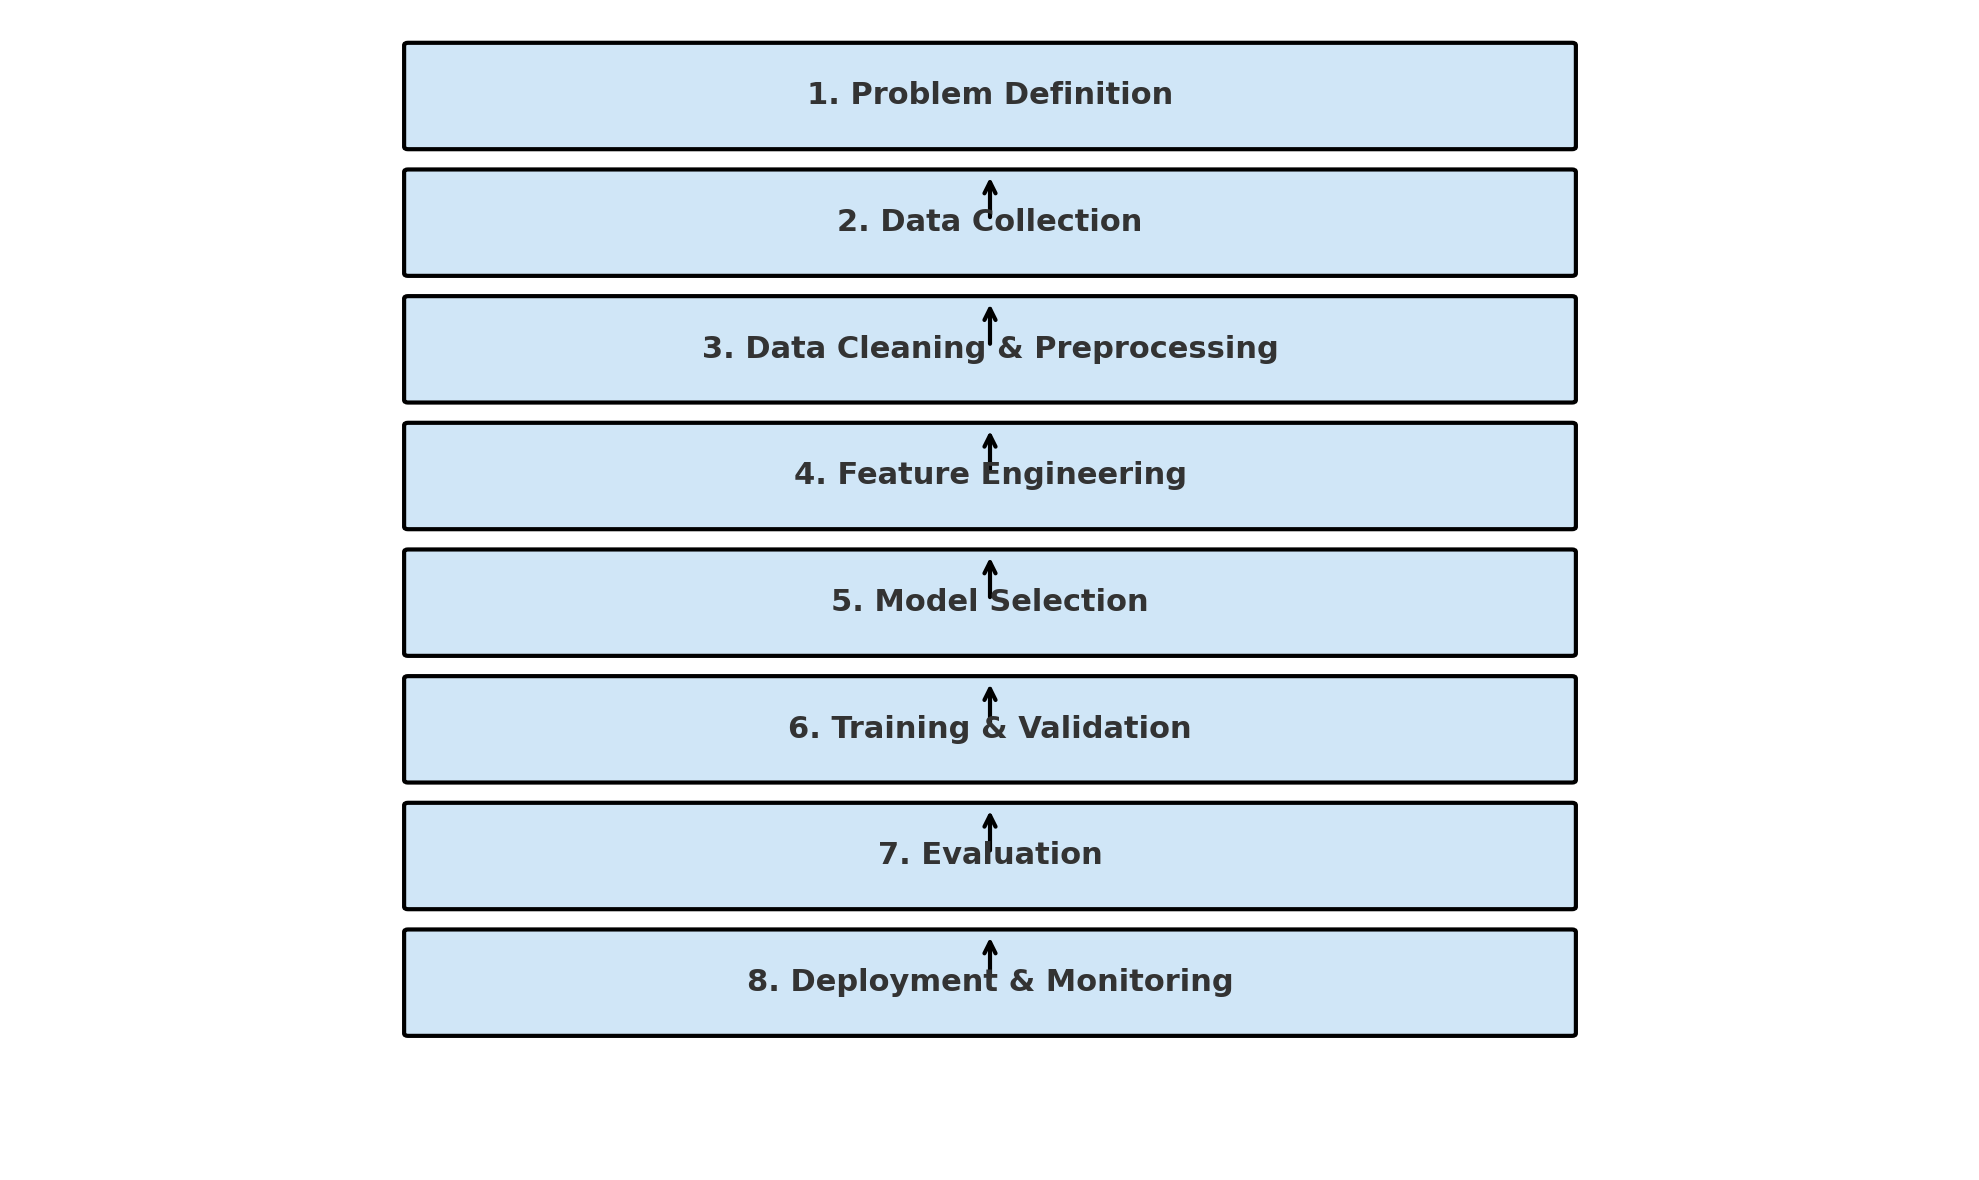 1. Problem Definition
2. Data Collection
3. Data Cleaning & Preprocessing
4. Feature Engineering
5. Model Selection
6. Training & Validation
7. Evaluation
8. Deployment & Monitoring